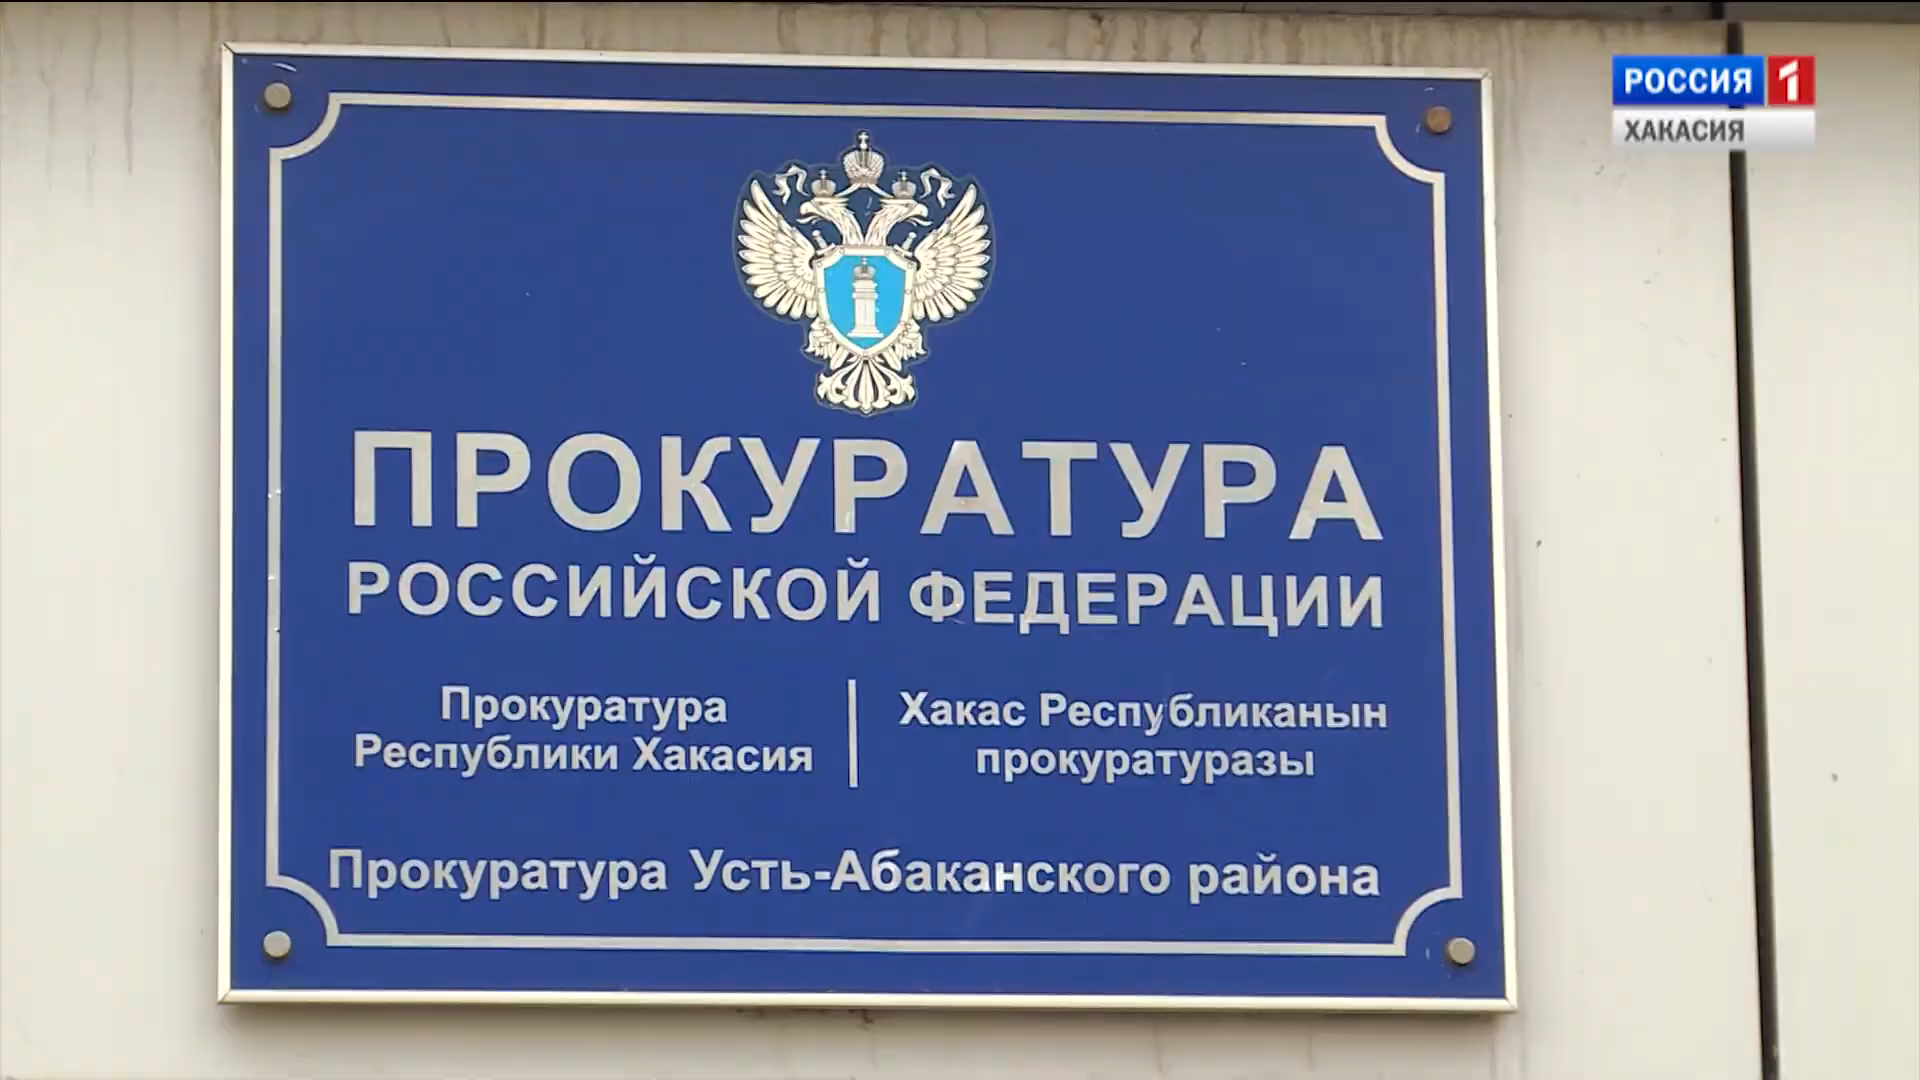 РОССИЯ 1
ХАКАСИЯ
ПРОКУРАТУРА
РОССИЙСКОЙ ФЕДЕРАЦИИ
Прокуратура
Республики Хакасия
Хакас Республиканын
прокуратуразы
Прокуратура Усть-Абаканского района